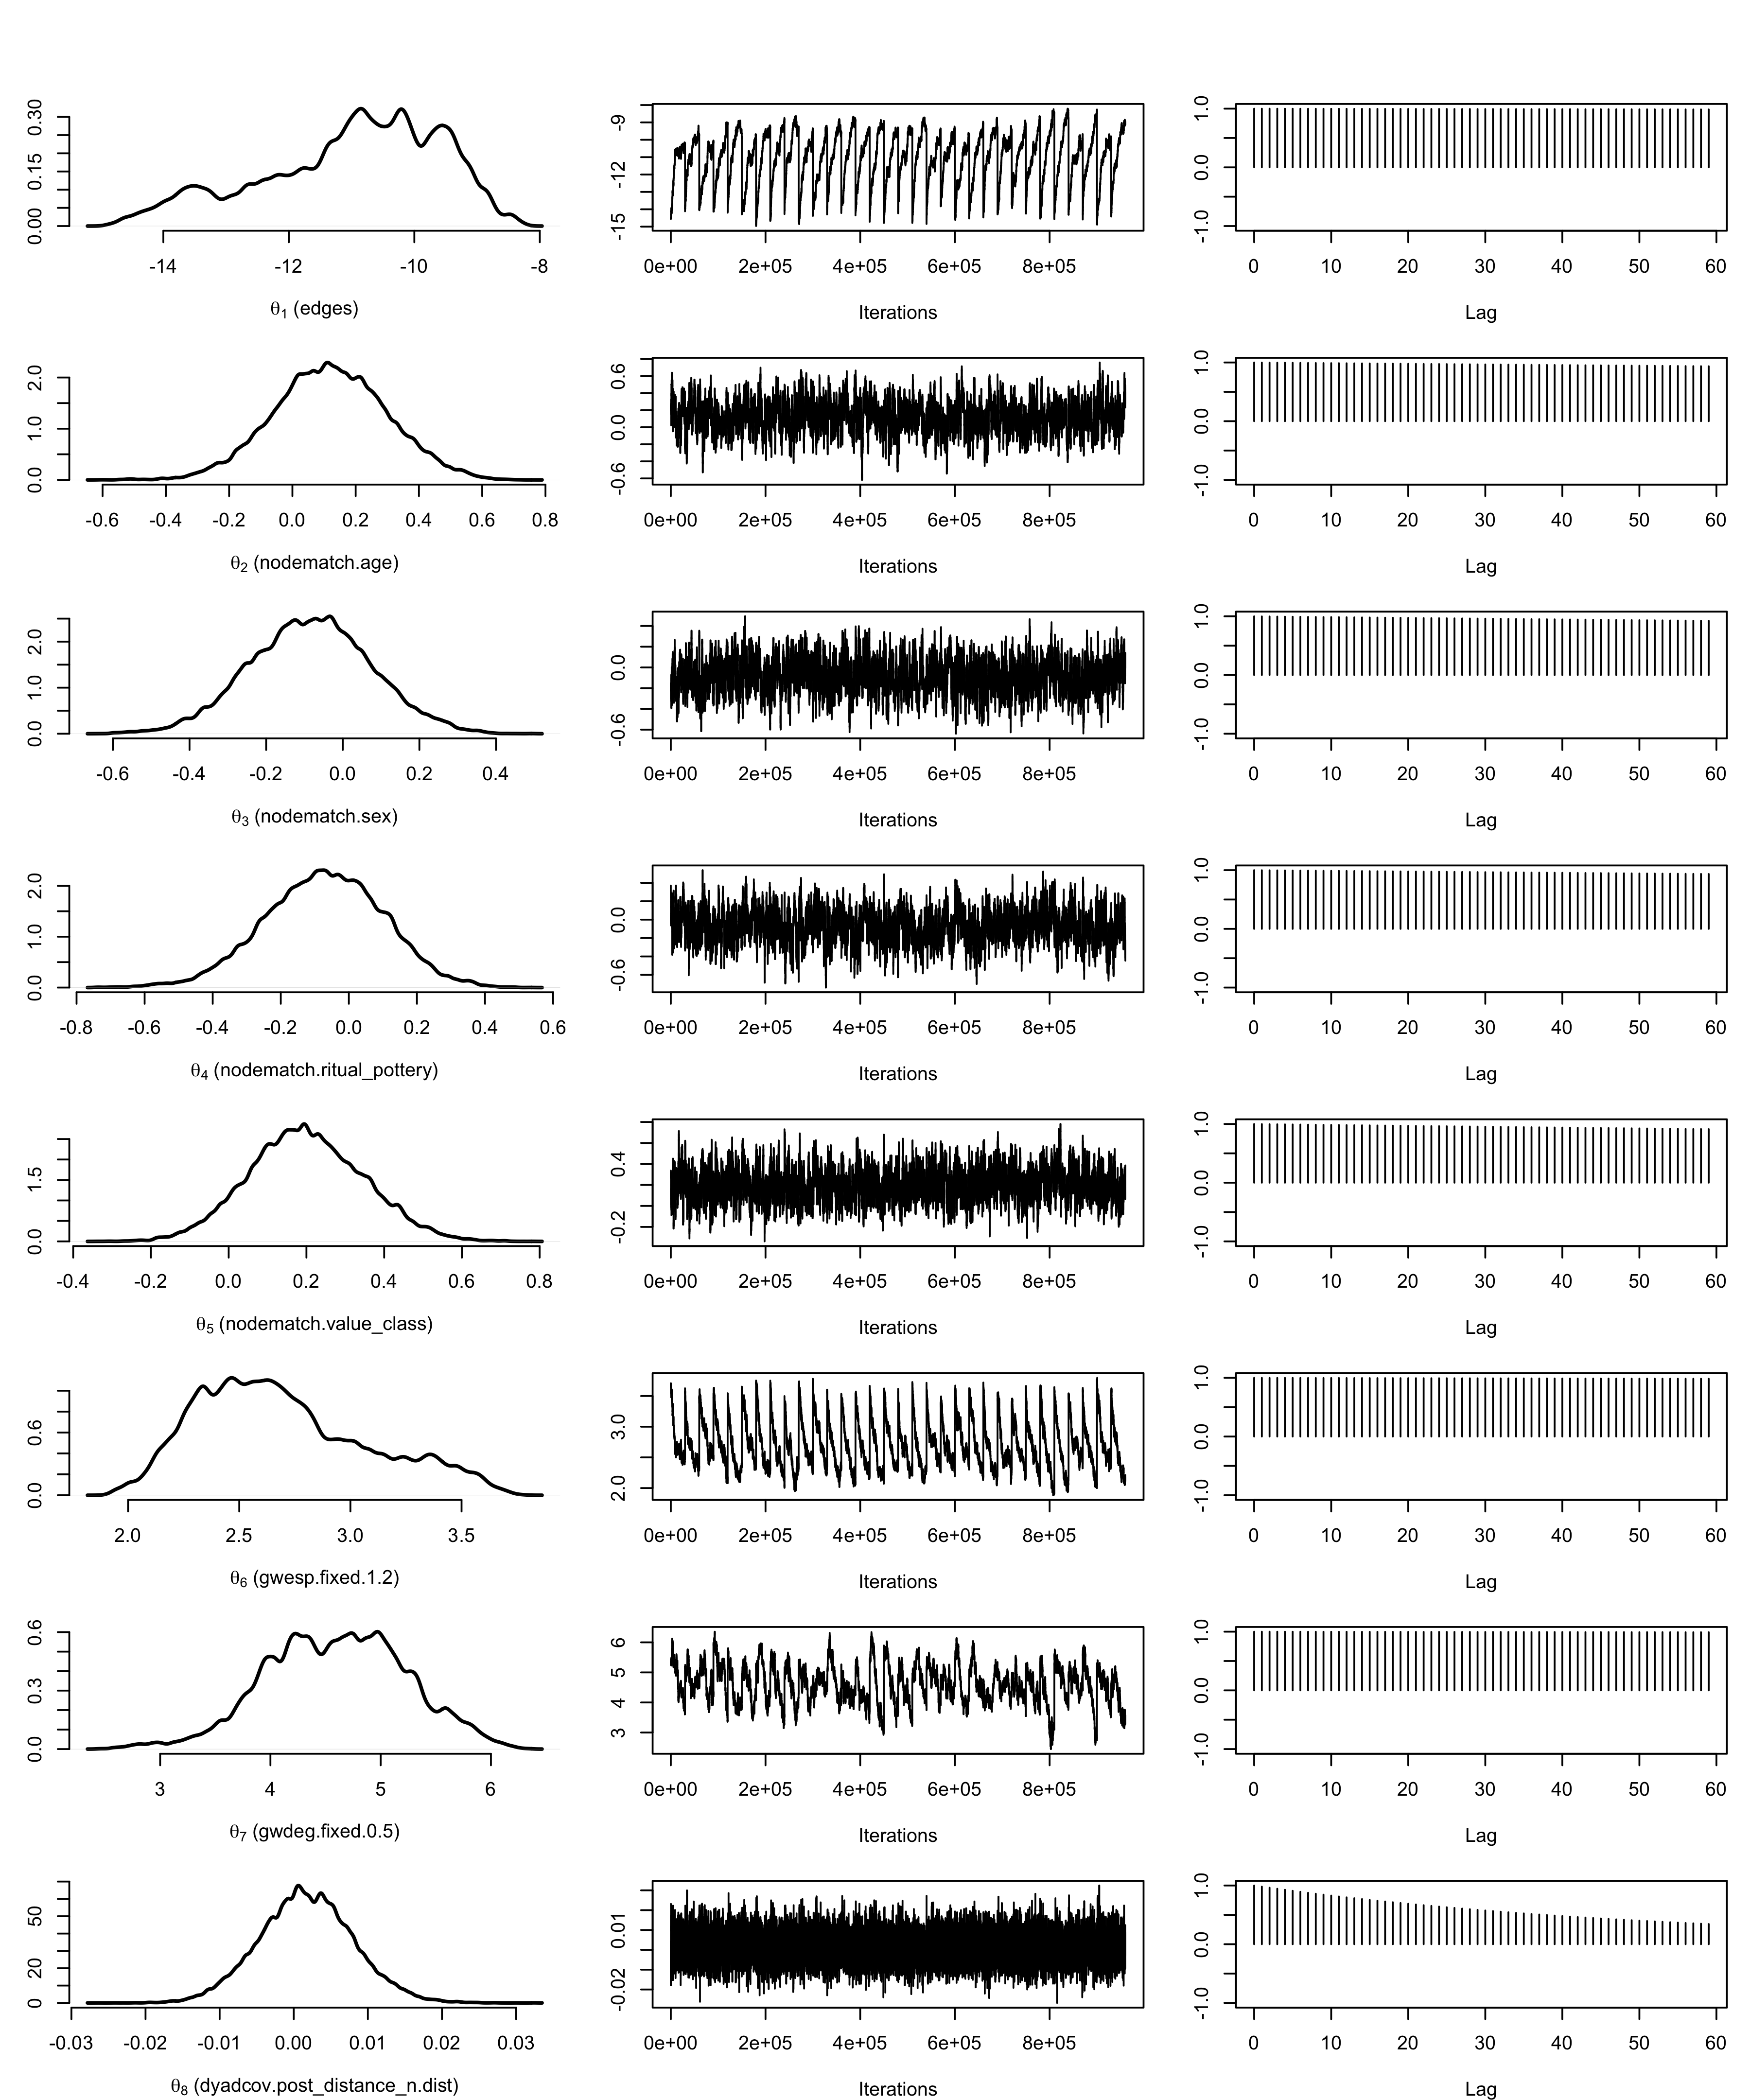 0.00 0.15 0.30
-14 -12 -10 -8
θ1 (edges)
-15 -12 -9
0e+00 2e+05 4e+05 6e+05 8e+05
Iterations
-1.0 0.0 1.0
0 10 20 30 40 50 60
Lag
0.0 1.0 2.0
-0.6 -0.4 -0.2 0.0 0.2 0.4 0.6 0.8
θ2 (nodematch.age)
-0.6 0.0 0.6
0e+00 2e+05 4e+05 6e+05 8e+05
Iterations
-1.0 0.0 1.0
0 10 20 30 40 50 60
Lag
0.0 1.0 2.0
-0.6 -0.4 -0.2 0.0 0.2 0.4
θ3 (nodematch.sex)
-0.6 0.0
0e+00 2e+05 4e+05 6e+05 8e+05
Iterations
-1.0 0.0 1.0
0 10 20 30 40 50 60
Lag
0.0 1.0 2.0
-0.8 -0.6 -0.4 -0.2 0.0 0.2 0.4 0.6
θ4 (nodematch.ritual_pottery)
-0.6 0.0
0e+00 2e+05 4e+05 6e+05 8e+05
Iterations
-1.0 0.0 1.0
0 10 20 30 40 50 60
Lag
0.0 1.5
-0.4 -0.2 0.0 0.2 0.4 0.6 0.8
θ5 (nodematch.value_class)
-0.2 0.4
0e+00 2e+05 4e+05 6e+05 8e+05
Iterations
-1.0 0.0 1.0
0 10 20 30 40 50 60
Lag
0.0 0.6
2.0 2.5 3.0 3.5
θ6 (gwesp.fixed.1.2)
2.0 3.0
0e+00 2e+05 4e+05 6e+05 8e+05
Iterations
-1.0 0.0 1.0
0 10 20 30 40 50 60
Lag
0.0 0.3 0.6
3 4 5 6
θ7 (gwdeg.fixed.0.5)
3 4 5 6
0e+00 2e+05 4e+05 6e+05 8e+05
Iterations
-1.0 0.0 1.0
0 10 20 30 40 50 60
Lag
0 20 50
-0.03 -0.02 -0.01 0.00 0.01 0.02 0.03
θ8 (dyadcov.post_distance_n.dist)
-0.02 0.01
0e+00 2e+05 4e+05 6e+05 8e+05
Iterations
-1.0 0.0 1.0
0 10 20 30 40 50 60
Lag